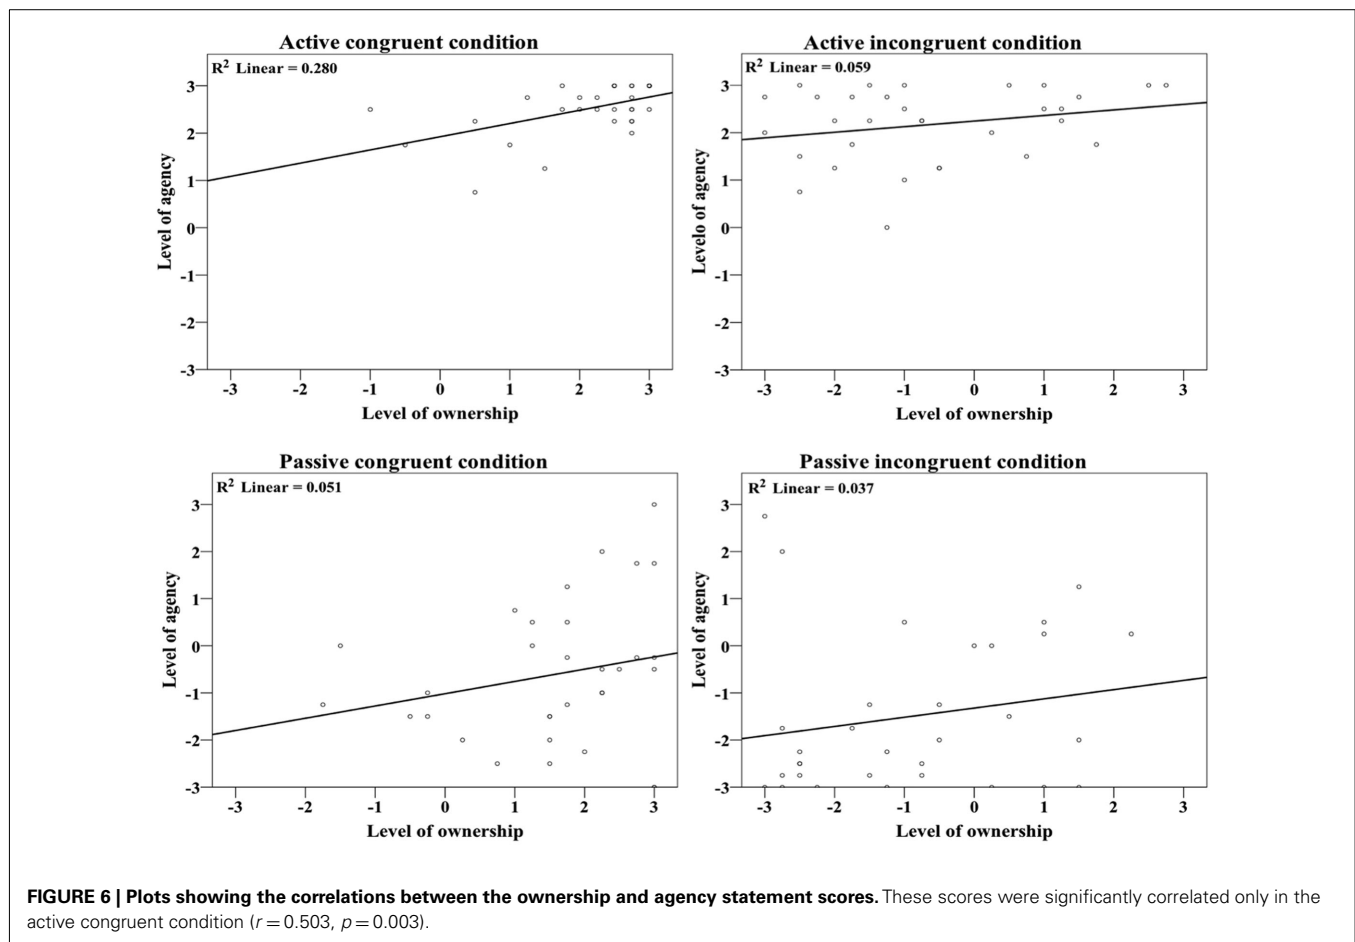 Active congruent condition
R² Linear = 0.280
3
2
1
0
-1
-2
-3
Level of agency
-3 -2 -1 0 1 2 3
Level of ownership
Active incongruent condition
R² Linear = 0.059
3
2
1
0
-1
-2
-3
Levelo of agency
-3 -2 -1 0 1 2 3
Level of ownership
Passive congruent condition
R² Linear = 0.051
3
2
1
0
-1
-2
-3
Level of agency
-3 -2 -1 0 1 2 3
Level of ownership
Passive incongruent condition
R² Linear = 0.037
3
2
1
0
-1
-2
-3
Level of agency
-3 -2 -1 0 1 2 3
Level of ownership
FIGURE 6 | Plots showing the correlations between the ownership and agency statement scores. These scores were significantly correlated only in the
active congruent condition (r = 0.503, p = 0.003).